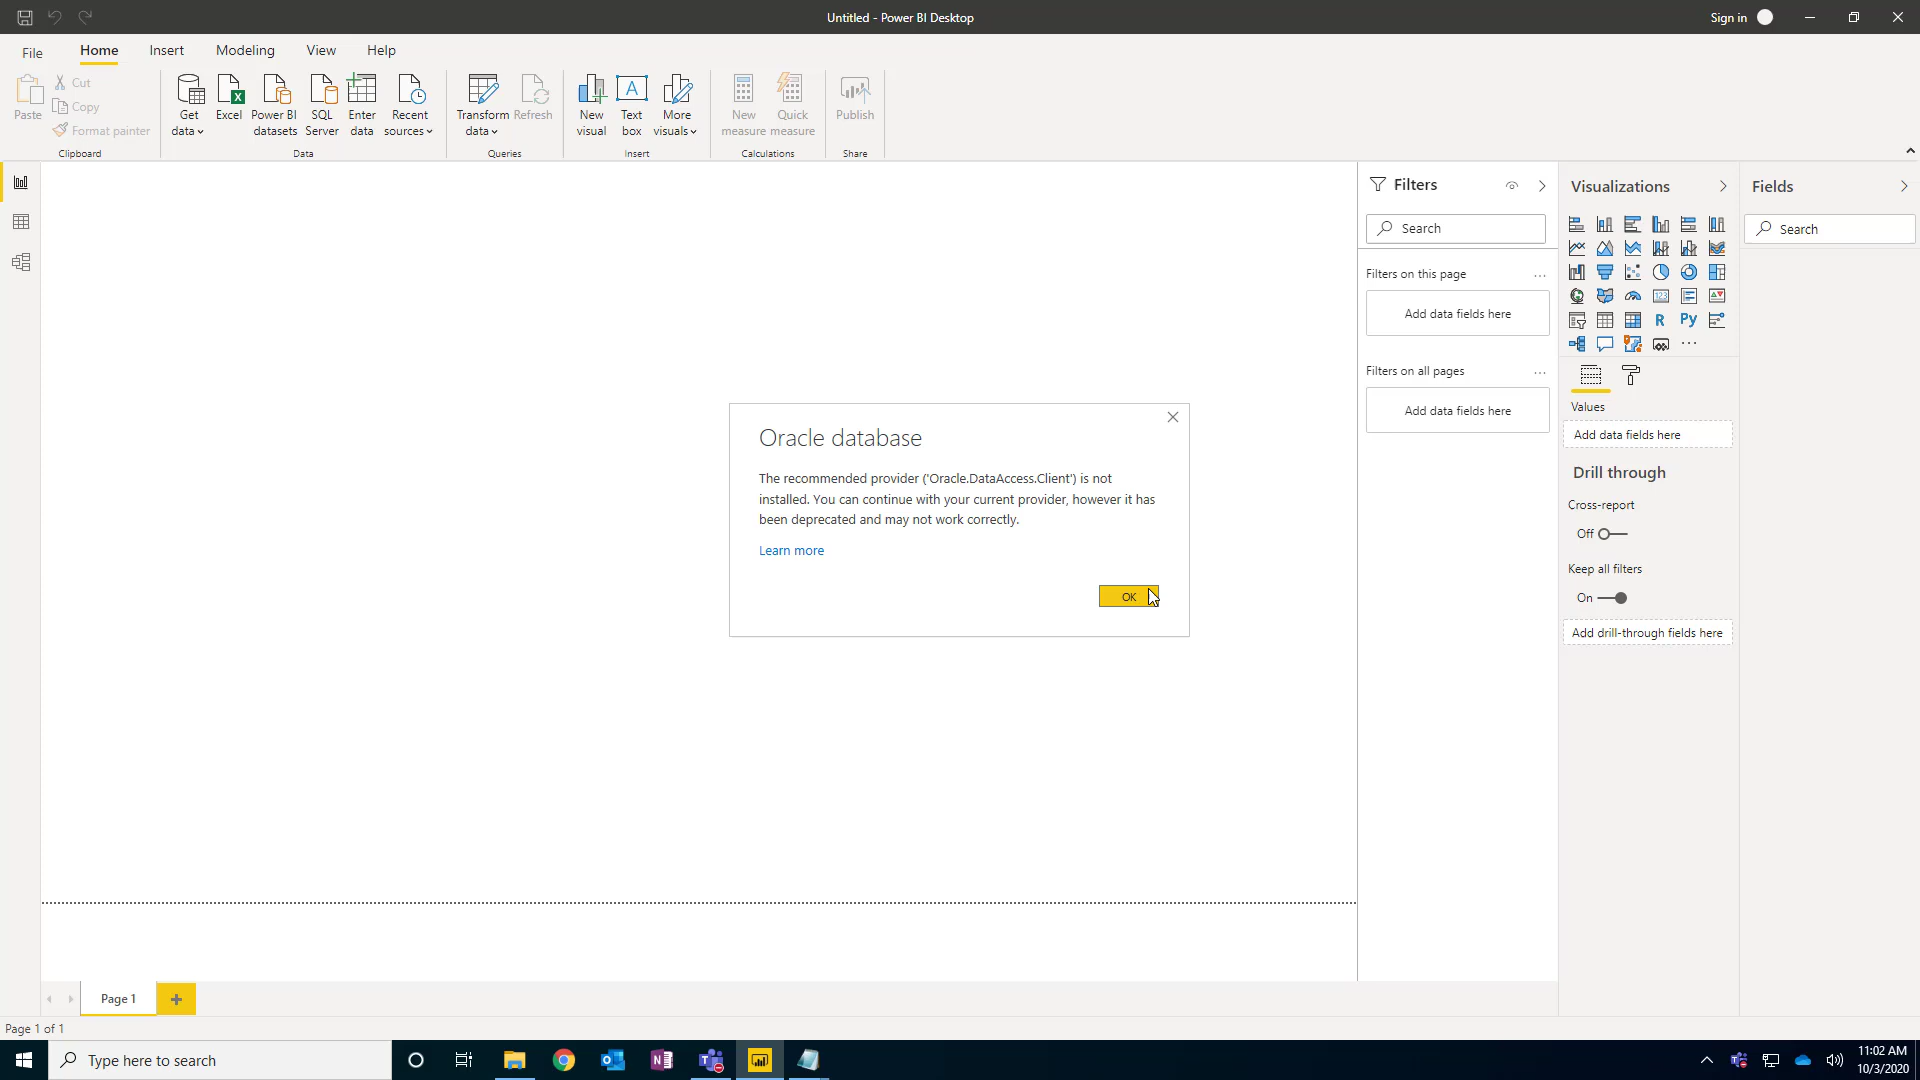 Untitled - Power BI Desktop
Sign in
File
Home
Insert
Modeling
View
Help
Paste
Cut
Copy
Format painter
Clipboard
Get
data
Excel
Power BI
datasets
SQL
Server
Enter
data
Recent
sources
Data
Transform
data
Refresh
Queries
New
visual
Text
box
More
visuals
Insert
New
measure
Quick
measure
Calculations
Publish
Share
Filters
Search
Filters on this page
...
Add data fields here
Filters on all pages
...
Add data fields here
Visualizations
R
Py
...
Values
Add data fields here
Drill through
Cross-report
Off
Keep all filters
On
Add drill-through fields here
Fields
Search
Oracle database
The recommended provider ('Oracle.DataAccess.Client') is not
installed. You can continue with your current provider, however it has
been deprecated and may not work correctly.
Learn more
OK
Page 1
Page 1 of 1
Type here to search
11:02 AM
10/3/2020